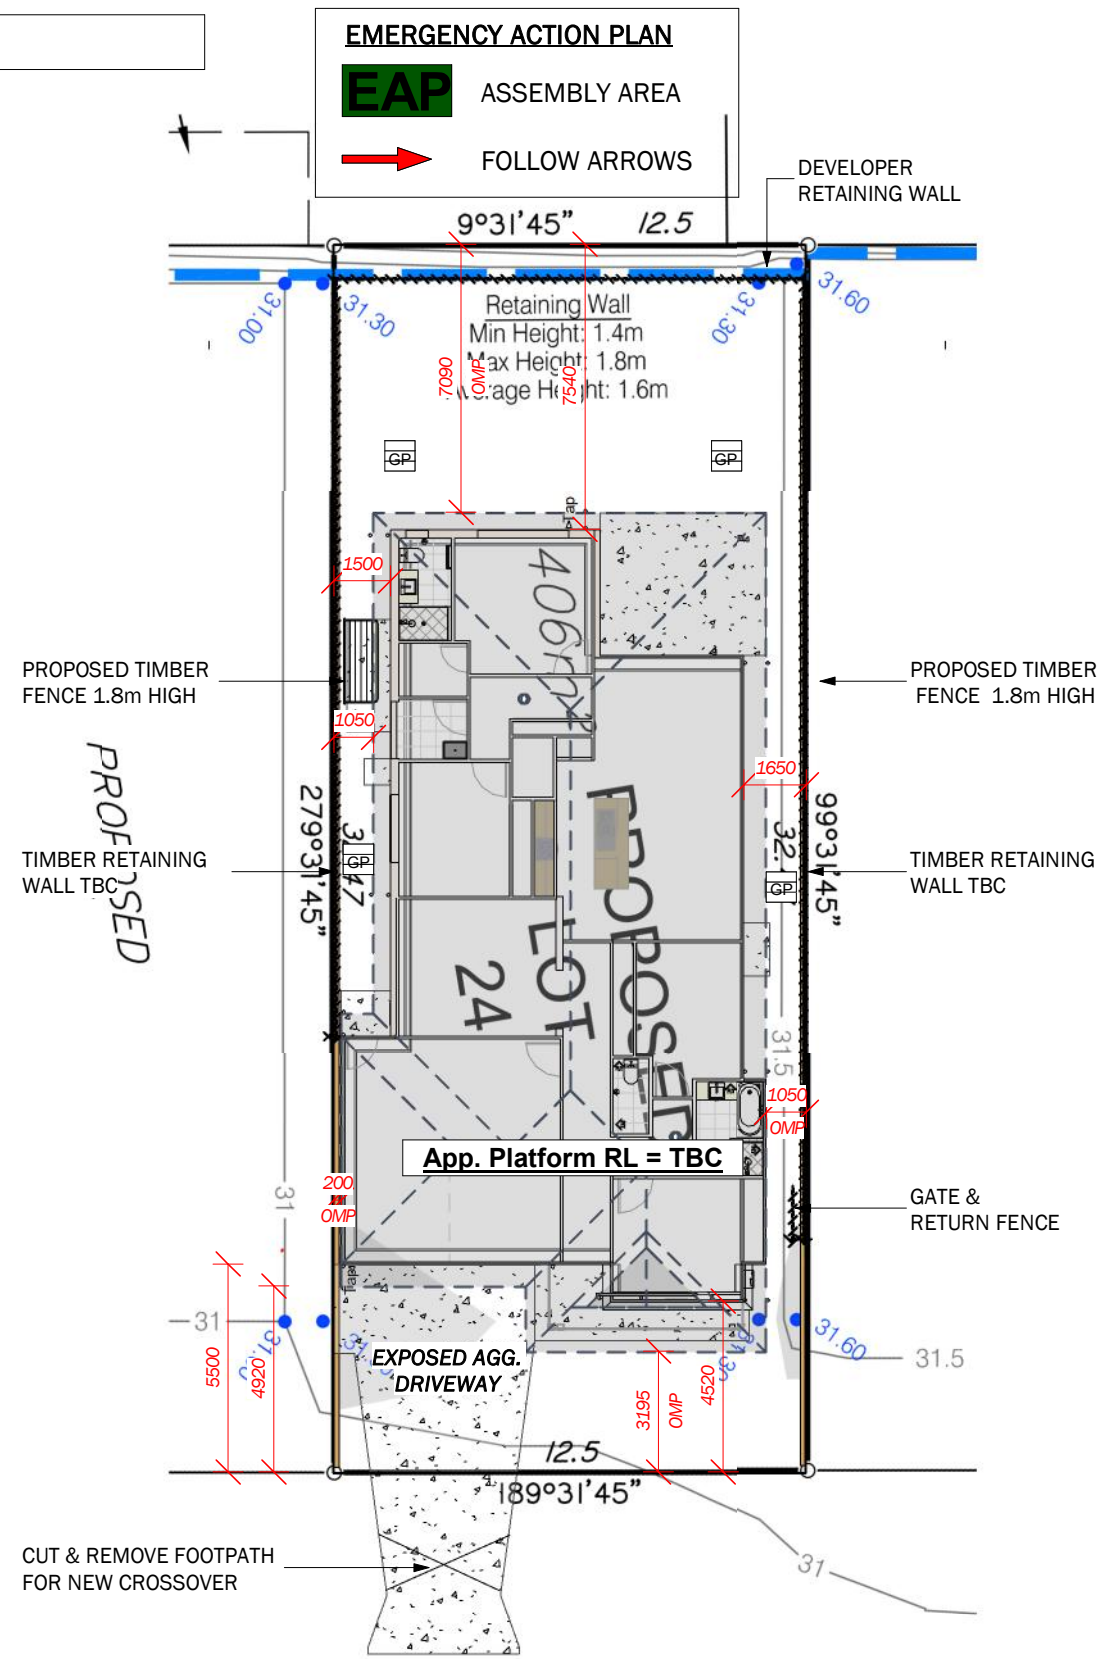 EMERGENCY ACTION PLAN
EAP
ASSEMBLY AREA
FOLLOW ARROWS
DEVELOPER
RETAINING WALL
9°31'45"
12.5
31.00
31.30
31.30
31.60
Retaining Wall
Min Height: 1.4m
Max Height: 1.8m
Average Height: 1.6m
7090
OMP
7540
GP
GP
Tap
1500
406m²
PROPOSED TIMBER
FENCE 1.8m HIGH
PROPOSED TIMBER
FENCE 1.8m HIGH
1050
1650
PROPOSED
279°31'45"
GP
GP
99°31'45"
TIMBER RETAINING
WALL TBC
TIMBER RETAINING
WALL TBC
PROPOSED
LOT
24
31.5
1050
OMP
App. Platform RL = TBC
200
OMP
31
GATE &
RETURN FENCE
Tap
31
31.60
31.5
5500
4920
EXPOSED AGG.
DRIVEWAY
3195
OMP
4520
12.5
189°31'45"
CUT & REMOVE FOOTPATH
FOR NEW CROSSOVER
31